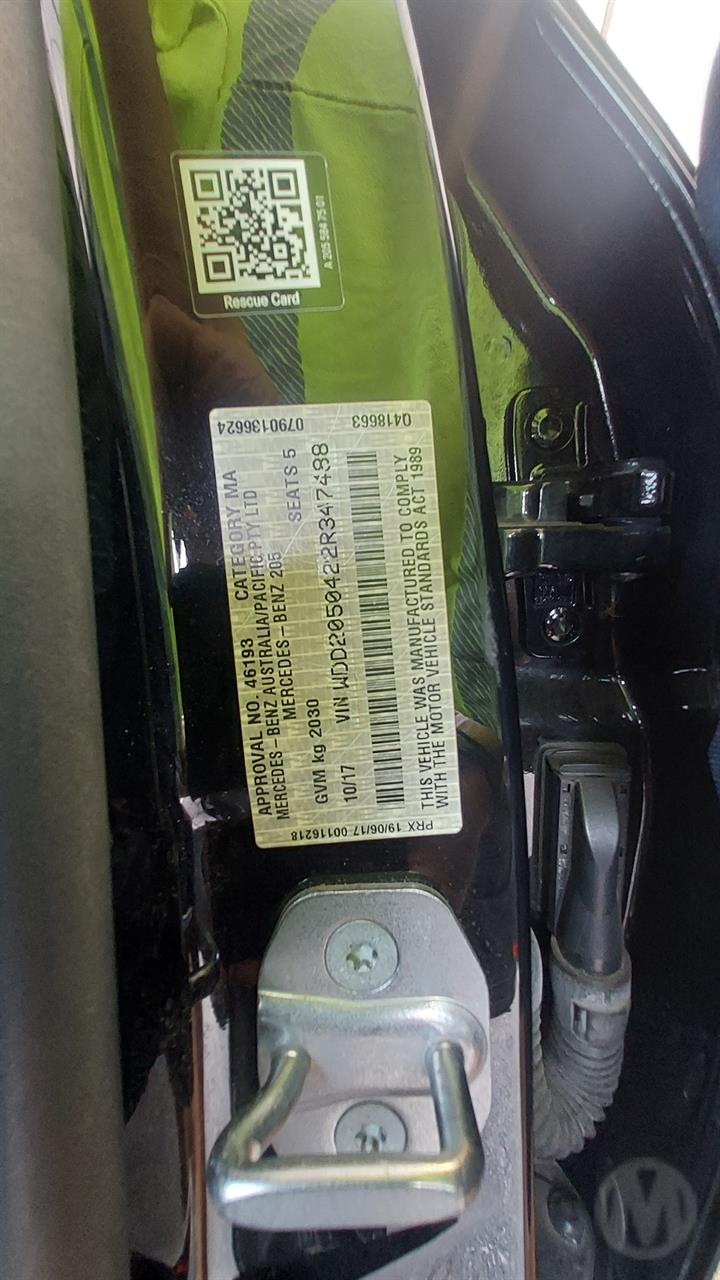 Rescue Card
A 205 584 75 01
APPROVAL NO. 46193 CATEGORY MA
MERCEDES-BENZ AUSTRALIA/PACIFIC PTY LTD
MERCEDES-BENZ 205
GVM kg 2030 SEATS 5
10/17 VIN WDD2050422R347488
THIS VEHICLE WAS MANUFACTURED TO COMPLY
WITH THE MOTOR VEHICLE STANDARDS ACT 1989
0790136624
Q418663
PRX 19/06/17 00116218
M